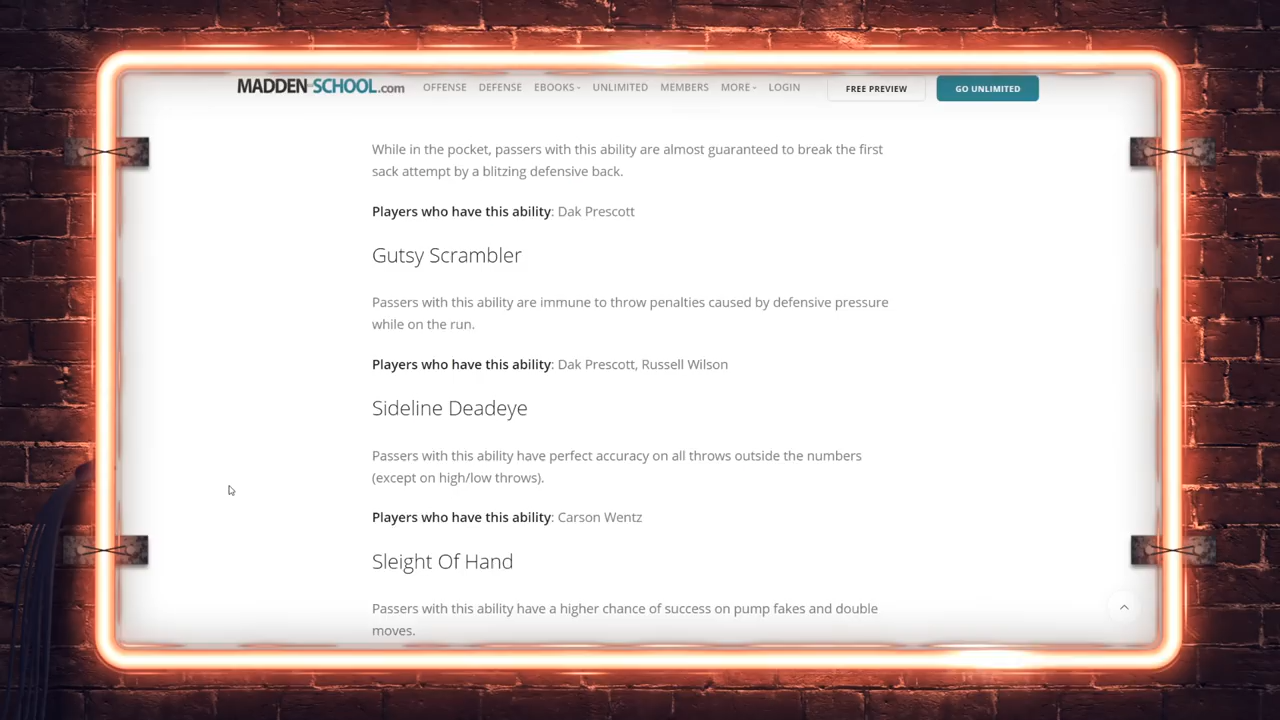 MADDEN-SCHOOL.com OFFENSE DEFENSE EBOOKS UNLIMITED MEMBERS MORE LOGIN FREE PREVIEW GO UNLIMITED
While in the pocket, passers with this ability are almost guaranteed to break the first
sack attempt by a blitzing defensive back.
Players who have this ability: Dak Prescott
Gutsy Scrambler
Passers with this ability are immune to throw penalties caused by defensive pressure
while on the run.
Players who have this ability: Dak Prescott, Russell Wilson
Sideline Deadeye
Passers with this ability have perfect accuracy on all throws outside the numbers
(except on high/low throws).
Players who have this ability: Carson Wentz
Sleight Of Hand
Passers with this ability have a higher chance of success on pump fakes and double
moves.